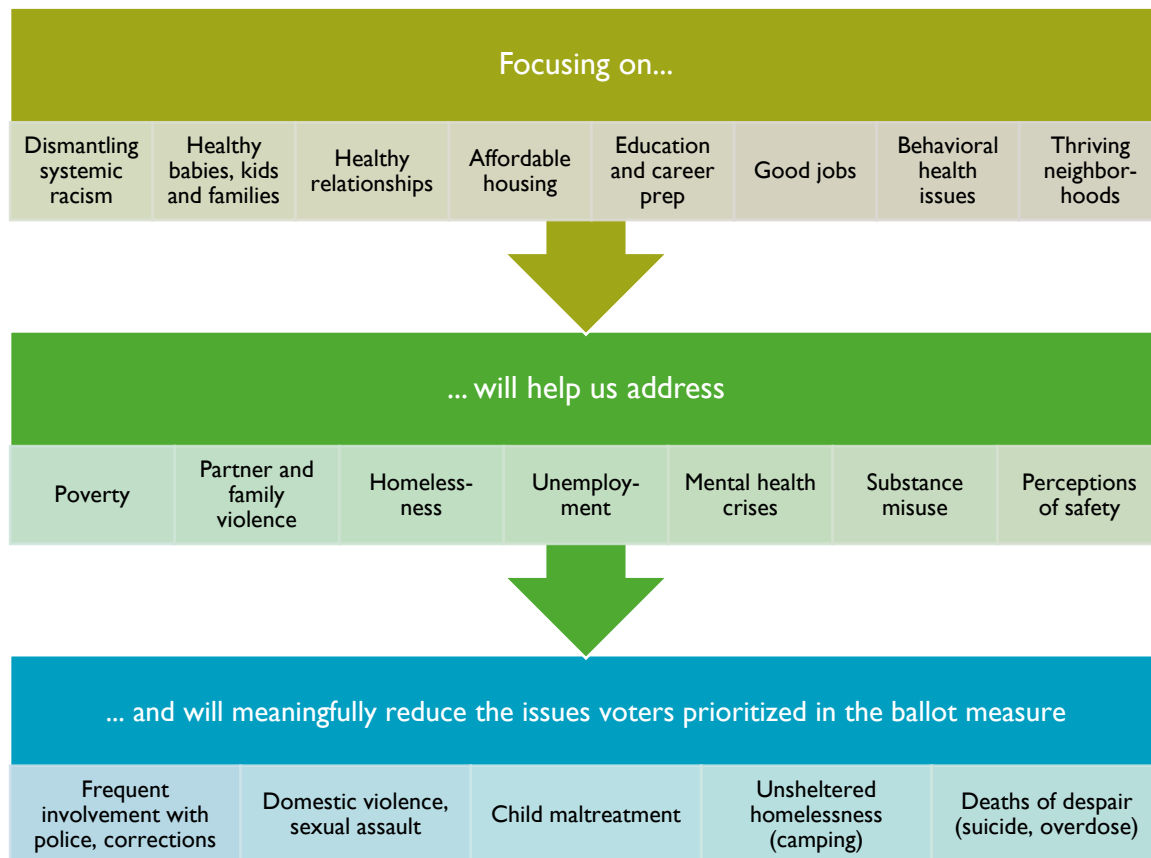 Focusing on...
Dismantling
systemic
racism
Healthy
babies, kids
and families
Healthy
relationships
Affordable
housing
Education
and career
prep
Good jobs
Behavioral
health
issues
Thriving
neighbor-
hoods
... will help us address
Poverty
Partner and
family
violence
Homeless-
ness
Unemploy-
ment
Mental health
crises
Substance
misuse
Perceptions
of safety
... and will meaningfully reduce the issues voters prioritized in the ballot measure
Frequent
involvement with
police, corrections
Domestic violence,
sexual assault
Child maltreatment
Unsheltered
homelessness
(camping)
Deaths of despair
(suicide, overdose)